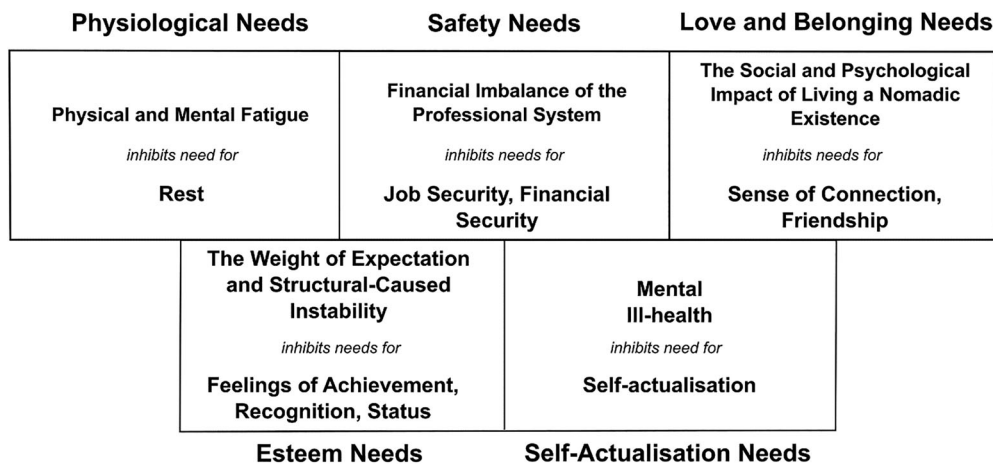 Physiological Needs
Safety Needs
Love and Belonging Needs
Physical and Mental Fatigue
inhibits need for
Rest
Financial Imbalance of the
Professional System
inhibits needs for
Job Security, Financial
Security
The Social and Psychological
Impact of Living a Nomadic
Existence
inhibits needs for
Sense of Connection,
Friendship
The Weight of Expectation
and Structural-Caused
Instability
inhibits needs for
Feelings of Achievement,
Recognition, Status
Mental
Ill-health
inhibits need for
Self-actualisation
Esteem Needs
Self-Actualisation Needs